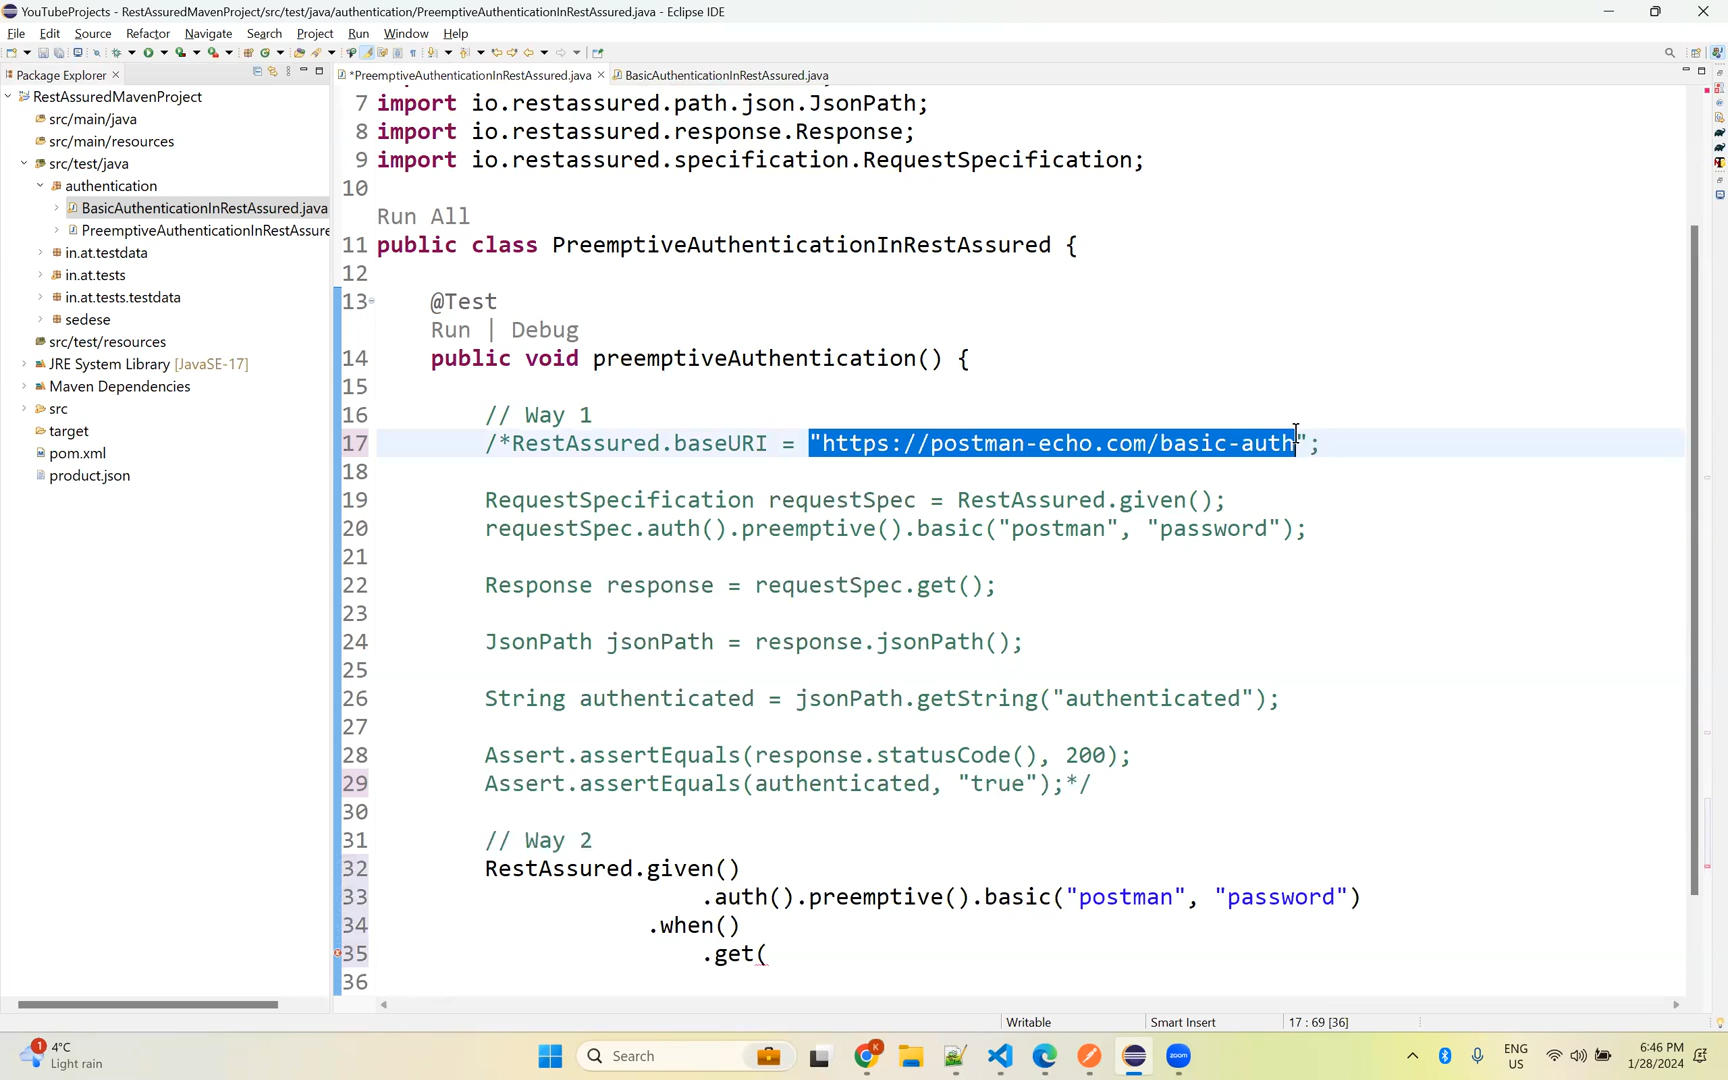 YouTubeProjects - RestAssuredMavenProject/src/test/java/authentication/PreemptiveAuthenticationInRestAssured.java - Eclipse IDE
File Edit Source Refactor Navigate Search Project Run Window Help
Package Explorer
*PreemptiveAuthenticationInRestAssured.java BasicAuthenticationInRestAssured.java
RestAssuredMavenProject
src/main/java
src/main/resources
src/test/java
authentication
BasicAuthenticationInRestAssured.java
PreemptiveAuthenticationInRestAssure
in.at.testdata
in.at.tests
in.at.tests.testdata
sedese
src/test/resources
JRE System Library [JavaSE-17]
Maven Dependencies
src
target
pom.xml
product.json
7 import io.restassured.path.json.JsonPath;
8 import io.restassured.response.Response;
9 import io.restassured.specification.RequestSpecification;
10
Run All
11 public class PreemptiveAuthenticationInRestAssured {
12
13 @Test
Run | Debug
14 public void preemptiveAuthentication() {
15
16 // Way 1
17 /*RestAssured.baseURI = "https://postman-echo.com/basic-auth";
18
19 RequestSpecification requestSpec = RestAssured.given();
20 requestSpec.auth().preemptive().basic("postman", "password");
21
22 Response response = requestSpec.get();
23
24 JsonPath jsonPath = response.jsonPath();
25
26 String authenticated = jsonPath.getString("authenticated");
27
28 Assert.assertEquals(response.statusCode(), 200);
29 Assert.assertEquals(authenticated, "true");*/
30
31 // Way 2
32 RestAssured.given()
33 .auth().preemptive().basic("postman", "password")
34 .when()
35 .get(
36
Writable Smart Insert 17 : 69 [36]
1
4°C
Light rain
Search
K
zoom
ENG
US
6:46 PM
1/28/2024